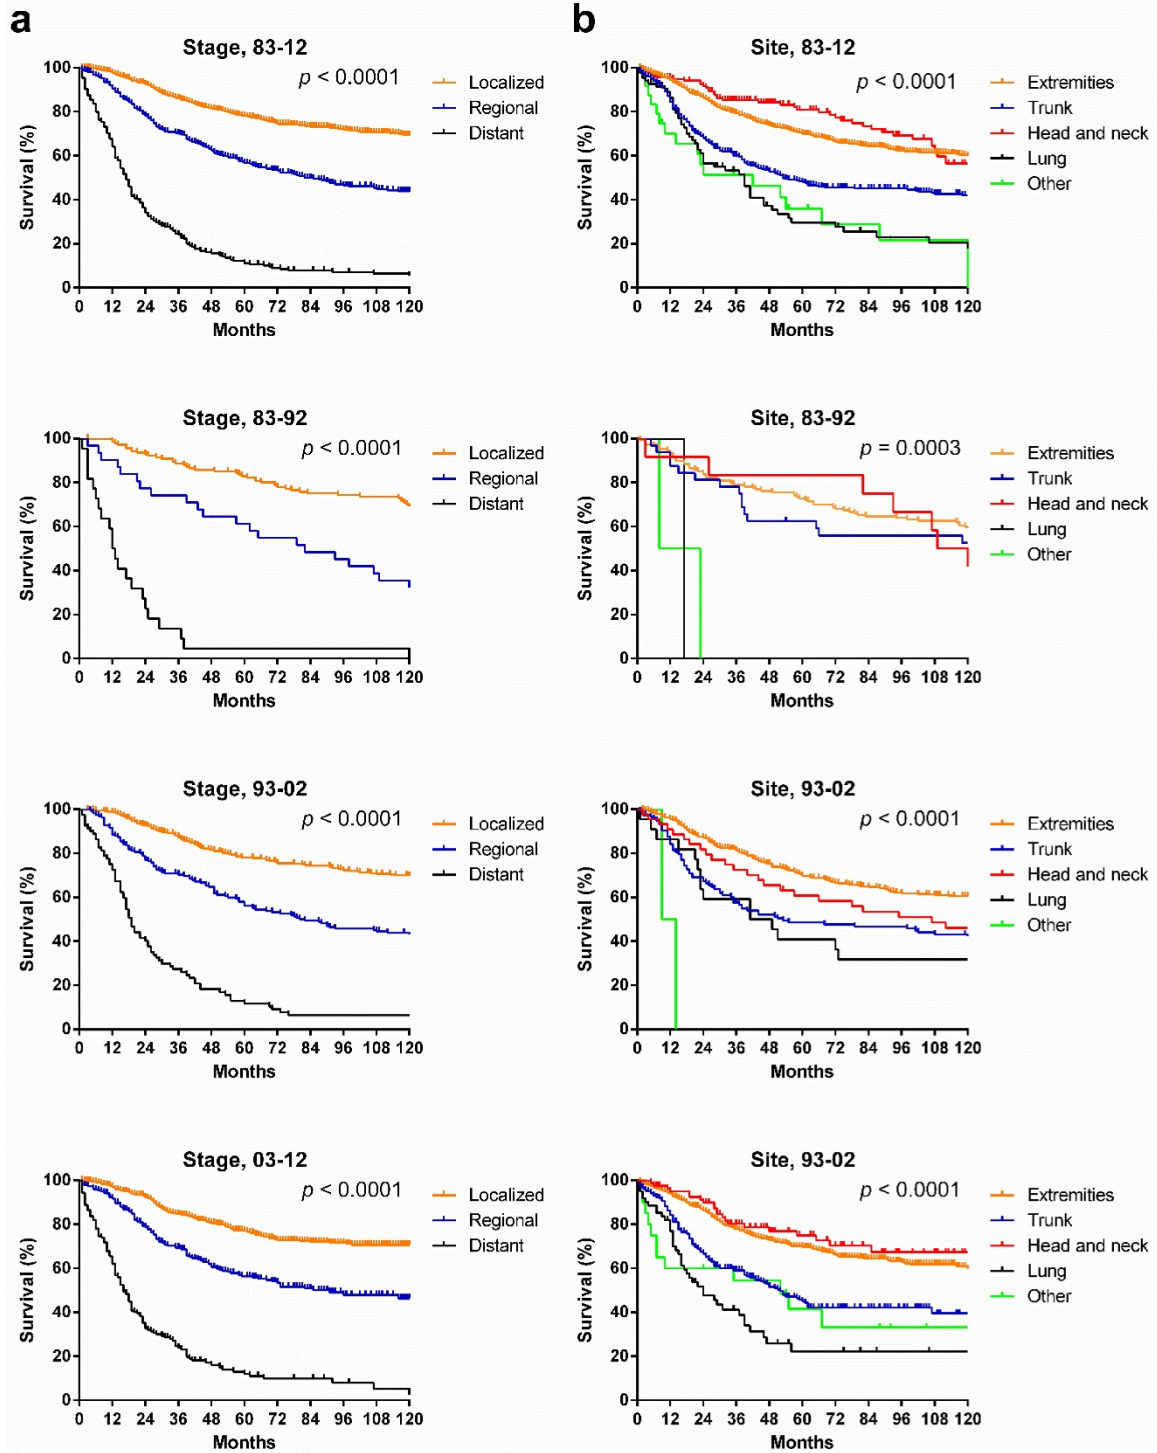 a
b
Stage, 83-12
p < 0.0001
Localized
Regional
Distant
Survival (%)
100
80
60
40
20
0
0 12 24 36 48 60 72 84 96 108 120
Months
Site, 83-12
p < 0.0001
Extremities
Trunk
Head and neck
Lung
Other
Survival (%)
100
80
60
40
20
0
0 12 24 36 48 60 72 84 96 108 120
Months
Stage, 83-92
p < 0.0001
Localized
Regional
Distant
Survival (%)
100
80
60
40
20
0
0 12 24 36 48 60 72 84 96 108 120
Months
Site, 83-92
p = 0.0003
Extremities
Trunk
Head and neck
Lung
Other
Survival (%)
100
80
60
40
20
0
0 12 24 36 48 60 72 84 96 108 120
Months
Stage, 93-02
p < 0.0001
Localized
Regional
Distant
Survival (%)
100
80
60
40
20
0
0 12 24 36 48 60 72 84 96 108 120
Months
Site, 93-02
p < 0.0001
Extremities
Trunk
Head and neck
Lung
Other
Survival (%)
100
80
60
40
20
0
0 12 24 36 48 60 72 84 96 108 120
Months
Stage, 03-12
p < 0.0001
Localized
Regional
Distant
Survival (%)
100
80
60
40
20
0
0 12 24 36 48 60 72 84 96 108 120
Months
Site, 93-02
p < 0.0001
Extremities
Trunk
Head and neck
Lung
Other
Survival (%)
100
80
60
40
20
0
0 12 24 36 48 60 72 84 96 108 120
Months